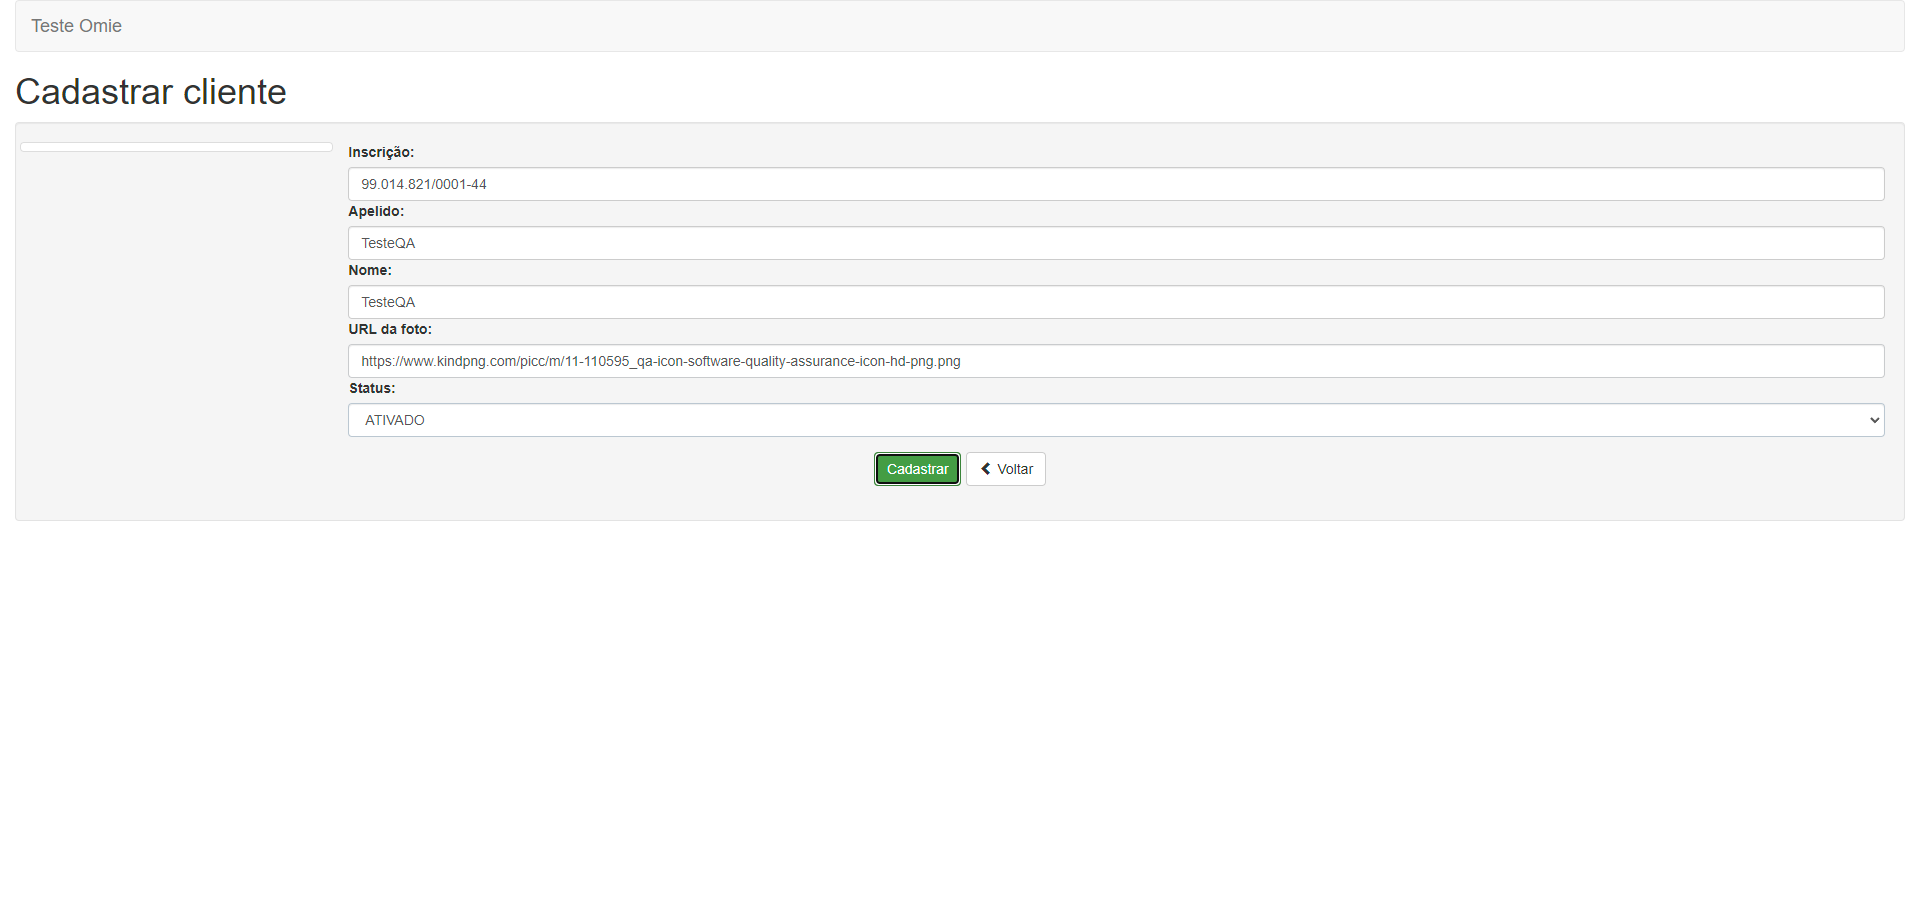 Teste Omie
Cadastrar cliente
Inscrição:
99.014.821/0001-44
Apelido:
TesteQA
Nome:
TesteQA
URL da foto:
https://www.kindpng.com/picc/m/11-110595_qa-icon-software-quality-assurance-icon-hd-png.png
Status:
ATIVADO
Cadastrar Voltar